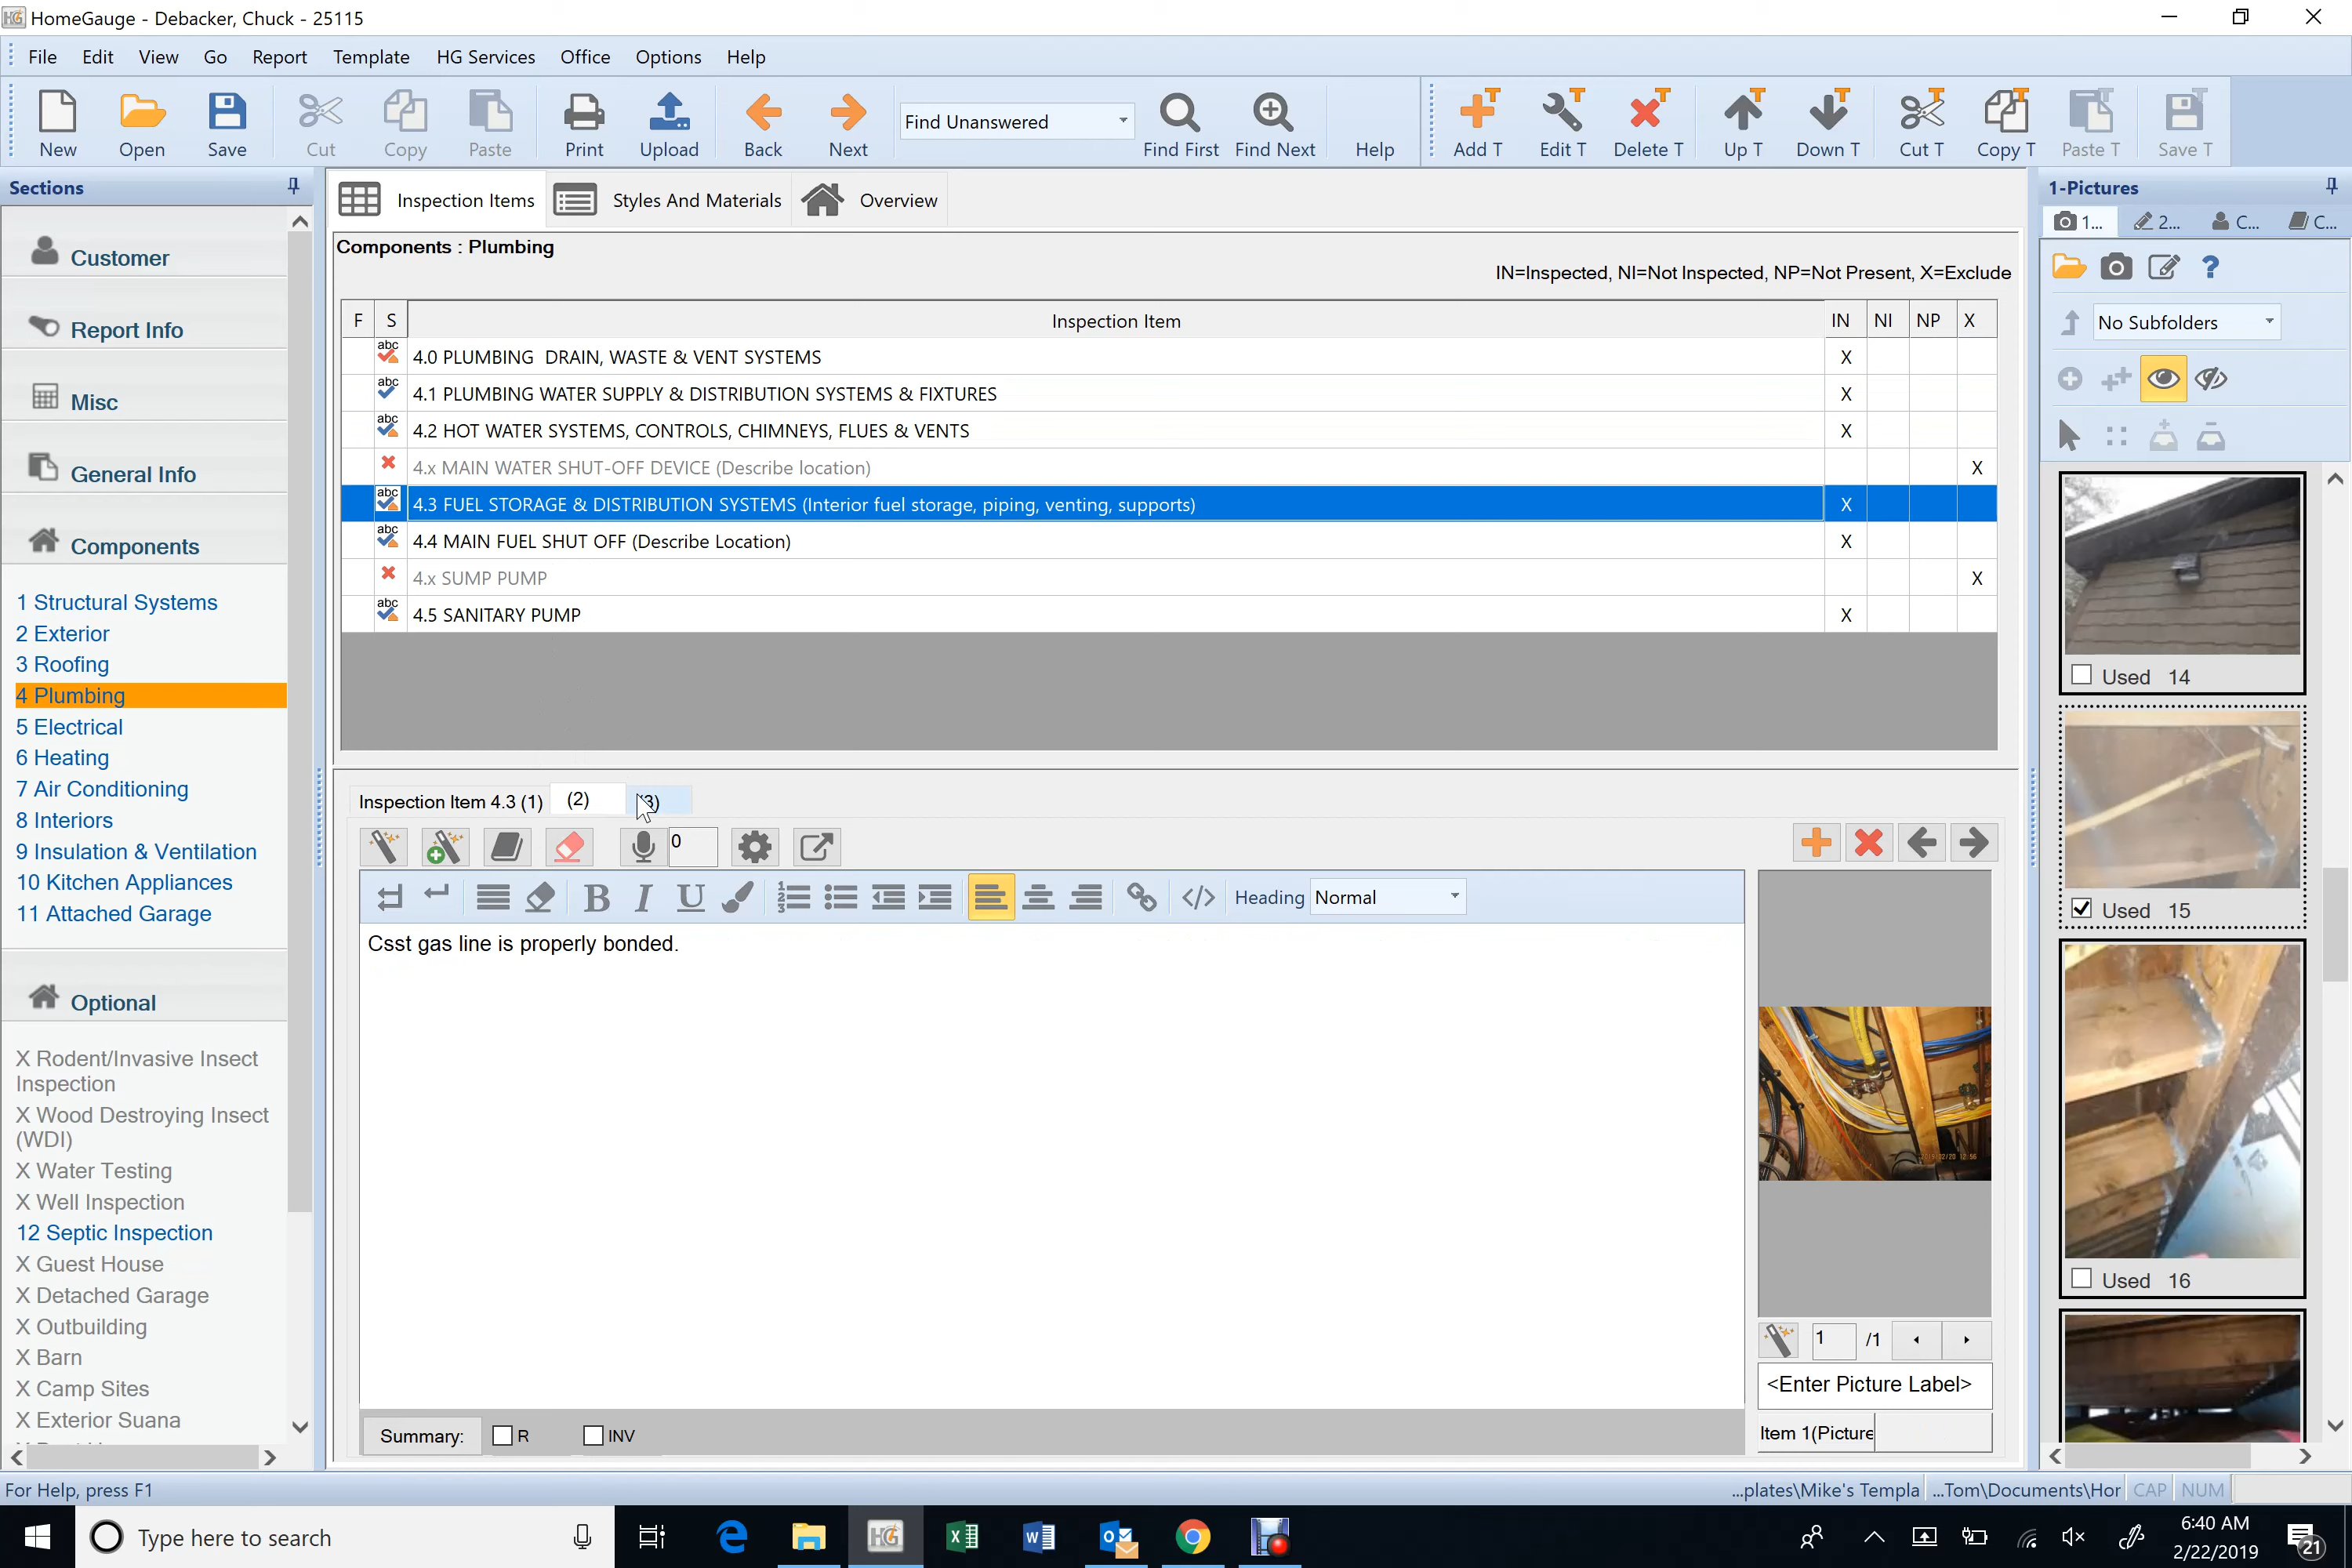 HomeGauge - Debacker, Chuck - 25115
File Edit View Go Report Template HG Services Office Options Help
New Open Save Cut Copy Paste Print Upload Back Next Find Unanswered Find First Find Next Help Add T Edit T Delete T Up T Down T Cut T Copy T Paste T Save T
Sections
Customer
Report Info
Misc
General Info
Components
1 Structural Systems
2 Exterior
3 Roofing
4 Plumbing
5 Electrical
6 Heating
7 Air Conditioning
8 Interiors
9 Insulation & Ventilation
10 Kitchen Appliances
11 Attached Garage
Optional
X Rodent/Invasive Insect
Inspection
X Wood Destroying Insect
(WDI)
X Water Testing
X Well Inspection
12 Septic Inspection
X Guest House
X Detached Garage
X Outbuilding
X Barn
X Camp Sites
X Exterior Suana
Inspection Items Styles And Materials Overview
Components : Plumbing
IN=Inspected, NI=Not Inspected, NP=Not Present, X=Exclude
F S Inspection Item IN NI NP X
abc 4.0 PLUMBING DRAIN, WASTE & VENT SYSTEMS X
abc 4.1 PLUMBING WATER SUPPLY & DISTRIBUTION SYSTEMS & FIXTURES X
abc 4.2 HOT WATER SYSTEMS, CONTROLS, CHIMNEYS, FLUES & VENTS X
4.x MAIN WATER SHUT-OFF DEVICE (Describe location) X
abc 4.3 FUEL STORAGE & DISTRIBUTION SYSTEMS (Interior fuel storage, piping, venting, supports) X
abc 4.4 MAIN FUEL SHUT OFF (Describe Location) X
4.x SUMP PUMP X
abc 4.5 SANITARY PUMP X
Inspection Item 4.3 (1) (2) (3)
0
B I U Heading Normal
Csst gas line is properly bonded.
Summary: R INV
1 /1
<Enter Picture Label>
Item 1(Picture
1-Pictures
1... 2... C... C...
No Subfolders
Used 14
Used 15
Used 16
For Help, press F1
...plates\Mike's Templa ...Tom\Documents\Hor CAP NUM
Type here to search
6:40 AM
2/22/2019
21